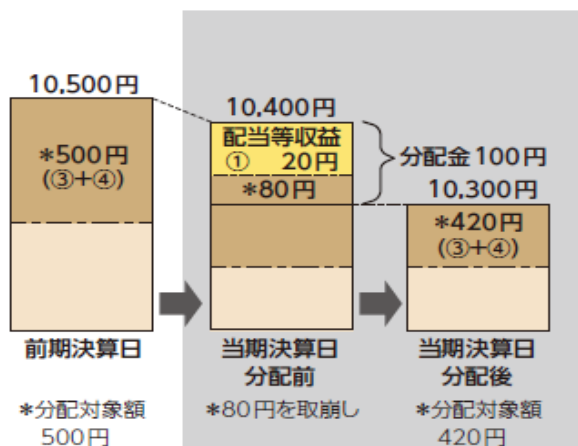 10,500円
*500円
(③+④)
前期決算日
*分配対象額
500円
10,400円
配当等収益
① 20円
*80円
分配金100円
当期決算日
分配前
*80円を取崩し
10,300円
*420円
(③+④)
当期決算日
分配後
*分配対象額
420円